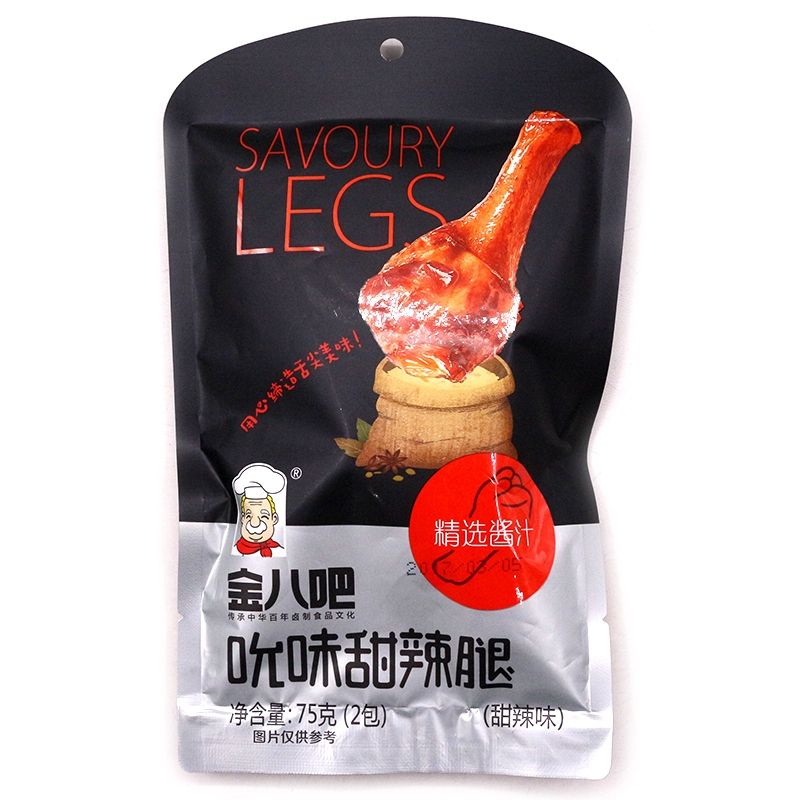 SAVOURY
LEGS
用心缔造舌尖美味!
®
精选酱汁
2017/03/05
金八吧
传承中华百年卤制食品文化
吮味甜辣腿
净含量:75克(2包)
(甜辣味)
图片仅供参考